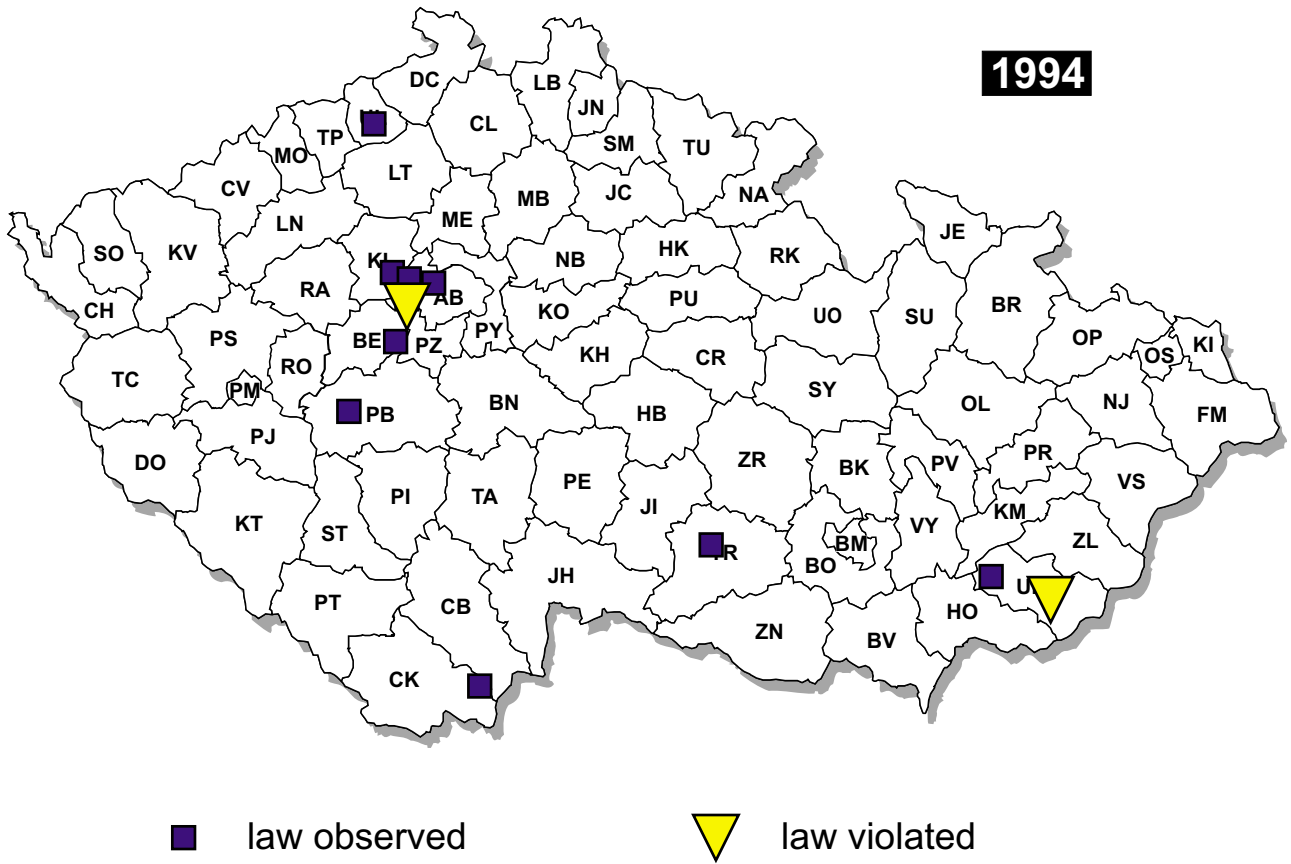 1994
DC
LB
JN
CL
TP
SM
TU
MO
LT
CV
MB
JC
NA
ME
LN
JE
SO
KV
NB
HK
RK
RA
AB
BR
CH
KO
PU
UO
SU
PS
BE
PZ
PY
OP
KI
RO
KH
CR
OS
TC
PM
SY
BN
OL
NJ
PB
HB
FM
PJ
DO
ZR
BK
PV
PR
VS
PI
TA
PE
JI
KT
ST
VY
KM
BM
ZL
BO
JH
PT
CB
HO
ZN
BV
CK
law observed
law violated